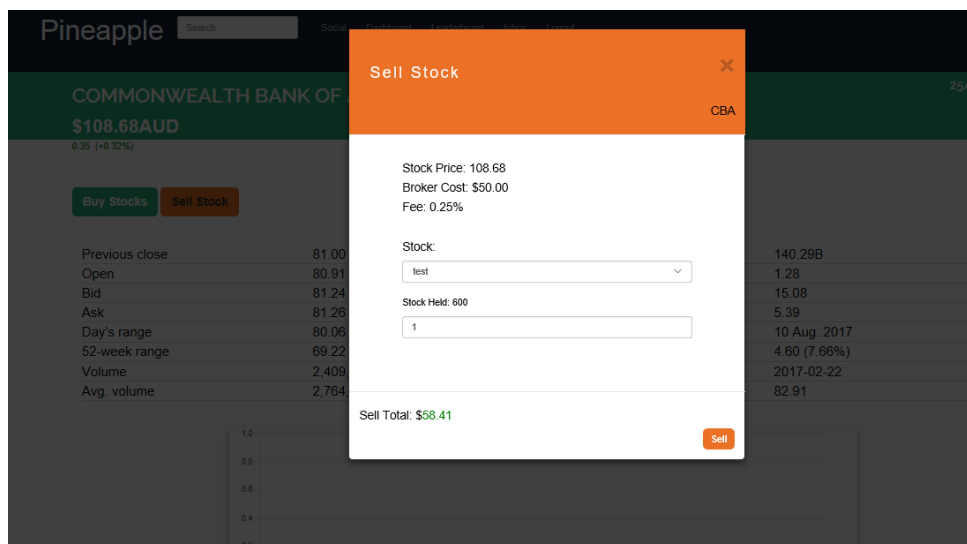 Pineapple Search Social Dashboard Leaderboard Inbox Logout
Sell Stock
×
CBA
COMMONWEALTH BANK OF
$108.68AUD
0.35 (+0.32%)
Buy Stocks Sell Stock
Stock Price: 108.68
Broker Cost: $50.00
Fee: 0.25%
Stock:
test
Stock Held: 600
1
Sell Total: $58.41
Sell
Previous close 81.00 140.29B
Open 80.91 1.28
Bid 81.24 15.08
Ask 81.26 5.39
Day's range 80.06 10 Aug. 2017
52-week range 69.22 4.60 (7.66%)
Volume 2,409, 2017-02-22
Avg. volume 2,764, 82.91
1.0
0.8
0.6
0.4